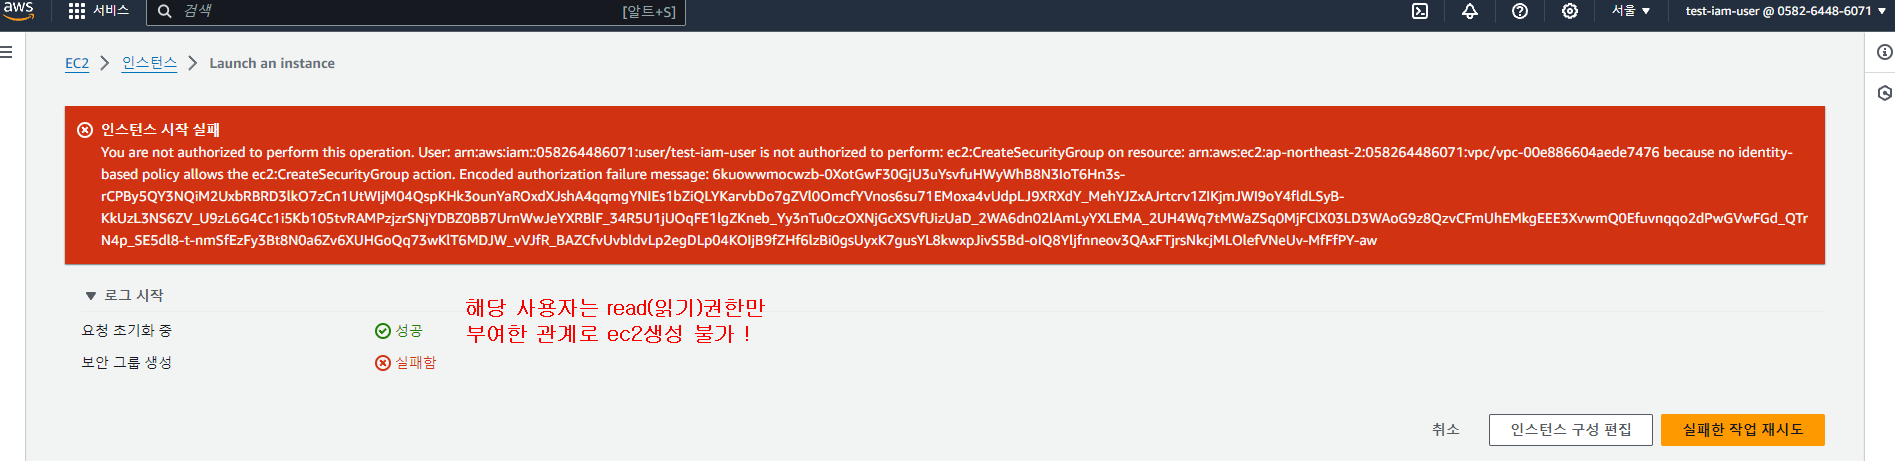 aws
서비스
검색
[알트+S]
서울 ▼
test-iam-user @ 0582-6448-6071 ▼
EC2 > 인스턴스 > Launch an instance
인스턴스 시작 실패
You are not authorized to perform this operation. User: arn:aws:iam::058264486071:user/test-iam-user is not authorized to perform: ec2:CreateSecurityGroup on resource: arn:aws:ec2:ap-northeast-2:058264486071:vpc/vpc-00e886604aede7476 because no identity-
based policy allows the ec2:CreateSecurityGroup action. Encoded authorization failure message: 6kuowwmocwzb-0XotGwF30GjU3uYsvfuHWyWhB8N3IoT6Hn3s-
rCPBy5QY3NQiM2UxbRBRD3lkO7zCn1UtWIjM04QspKHk3ounYaROxdXJshA4qqmgYNIEs1bZiQLYKarvbDo7gZVl0OmcfYVnos6su71EMoxa4vUdpLJ9XRXdY_MehYJZxAJrtcrv1ZIKjmJWI9oY4fldLSyB-
KkUzL3NS6ZV_U9zL6G4Cc1i5Kb105tvRAMPzjzrSNjYDBZ0BB7UrnWwJeYXRBlF_34R5U1jUOqFE1lgZKneb_Yy3nTu0czOXNjGcXSVfUizUaD_2WA6dn02lAmLyYXLEMA_2UH4Wq7tMWaZSq0MjFClX03LD3WAoG9z8QzvCFmUhEMkgEEE3XvwmQ0Efuvnqqo2dPwGVwFGd_QTr
N4p_SE5dl8-t-nmSfEzFy3Bt8N0a6Zv6XUHGoQq73wKlT6MDJW_vVJfR_BAZCfvUvbldvLp2egDLp04KOIjB9fZHf6lzBi0gsUyxK7gusYL8kwxpJivS5Bd-oIQ8Yljfnneov3QAxFTjrsNkcjMLOlefVNeUv-MfFfPY-aw
▼ 로그 시작
해당 사용자는 read(읽기)권한만
부여한 관계로 ec2생성 불가 !
요청 초기화 중
성공
보안 그룹 생성
실패함
취소
인스턴스 구성 편집
실패한 작업 재시도